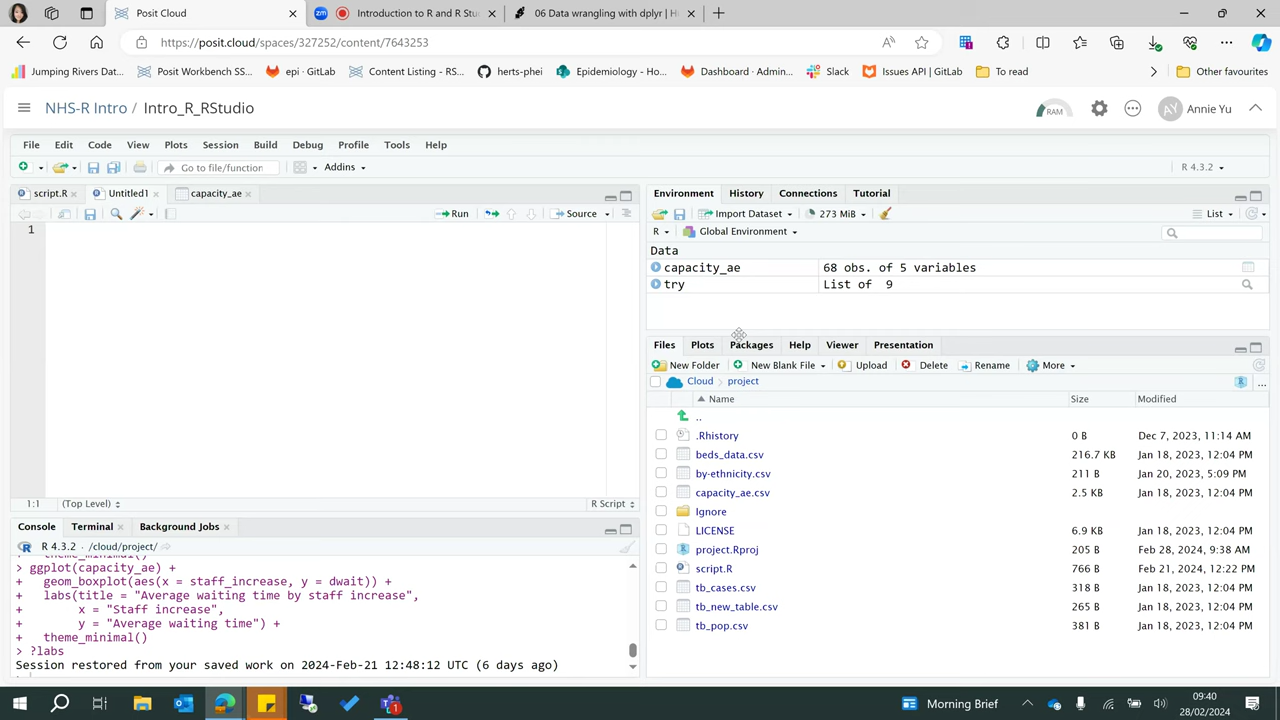 Posit Cloud
Introduction to R and R Stu
06 Data wrangling with dplyr | H
https://posit.cloud/spaces/327252/content/7643253
Jumping Rivers Dat...
Posit Workbench SS...
epi · GitLab
Content Listing - RS...
herts-phei
Epidemiology - Ho...
Dashboard · Admin...
Slack
Issues API | GitLab
To read
Other favourites
NHS-R Intro / Intro_R_RStudio
RAM
AY
Annie Yu
File Edit Code View Plots Session Build Debug Profile Tools Help
Go to file/function
Addins
R 4.3.2
script.R
Untitled1
capacity_ae
Run
Source
1
1:1
(Top Level)
R Script
Environment History Connections Tutorial
Import Dataset
273 MiB
List
R
Global Environment
Data
capacity_ae 68 obs. of 5 variables
try List of 9
Files Plots Packages Help Viewer Presentation
New Folder New Blank File Upload Delete Rename More
Cloud project
Name Size Modified
..
.Rhistory 0 B Dec 7, 2023, 11:14 AM
beds_data.csv 216.7 KB Jan 18, 2023, 12:04 PM
by-ethnicity.csv 211 B Jan 20, 2023, 5:09 PM
capacity_ae.csv 2.5 KB Jan 18, 2023, 12:04 PM
Ignore
LICENSE 6.9 KB Jan 18, 2023, 12:04 PM
project.Rproj 205 B Feb 28, 2024, 9:38 AM
script.R 766 B Feb 21, 2024, 12:22 PM
tb_cases.csv 318 B Jan 18, 2023, 12:04 PM
tb_new_table.csv 265 B Jan 18, 2023, 12:04 PM
tb_pop.csv 381 B Jan 18, 2023, 12:04 PM
Console Terminal Background Jobs
R 4.3.2 · /cloud/project/
+ theme_minimal()
> ggplot(capacity_ae) +
+ geom_boxplot(aes(x = staff_increase, y = dwait)) +
+ labs(title = "Average waiting time by staff increase",
+ x = "Staff increase",
+ y = "Average waiting time") +
+ theme_minimal()
> ?labs
Session restored from your saved work on 2024-Feb-21 12:48:12 UTC (6 days ago)
1
Morning Brief
09:40
28/02/2024